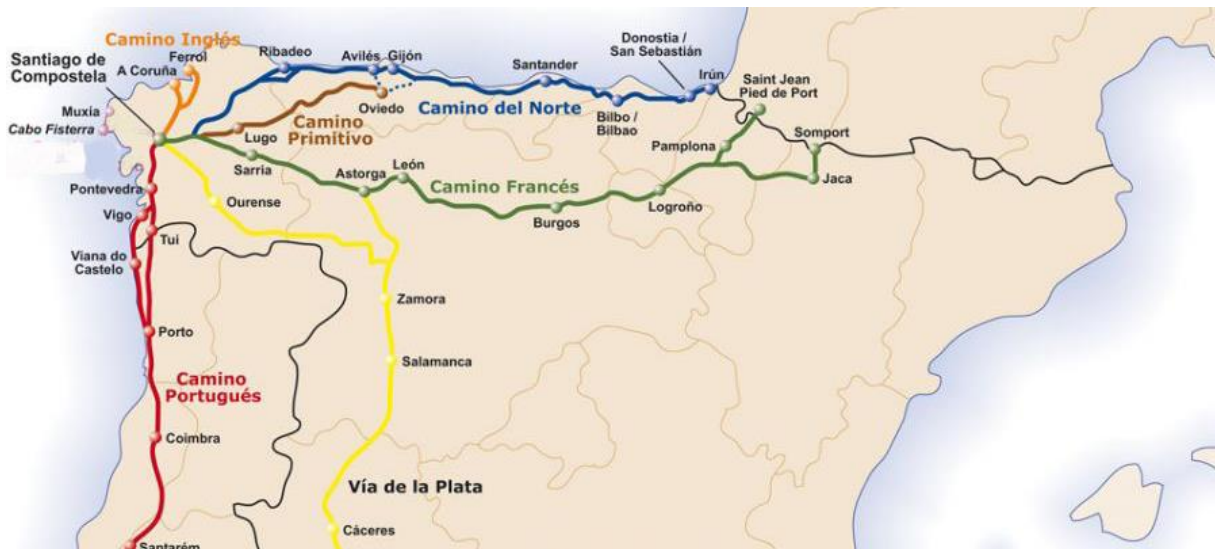 Camino Inglés
Ferrol
A Coruña
Santiago de
Compostela
Muxia
Cabo Fisterra
Ribadeo
Avilés
Gijón
Oviedo
Camino del Norte
Santander
Bilbo /
Bilbao
Donostia /
San Sebastián
Irún
Saint Jean
Pied de Port
Somport
Camino
Primitivo
Lugo
Sarria
Astorga
León
Camino Francés
Burgos
Logroño
Pamplona
Jaca
Pontevedra
Vigo
Tui
Ourense
Viana do
Castelo
Zamora
Porto
Salamanca
Camino
Portugués
Coimbra
Vía de la Plata
Cáceres
Santarém